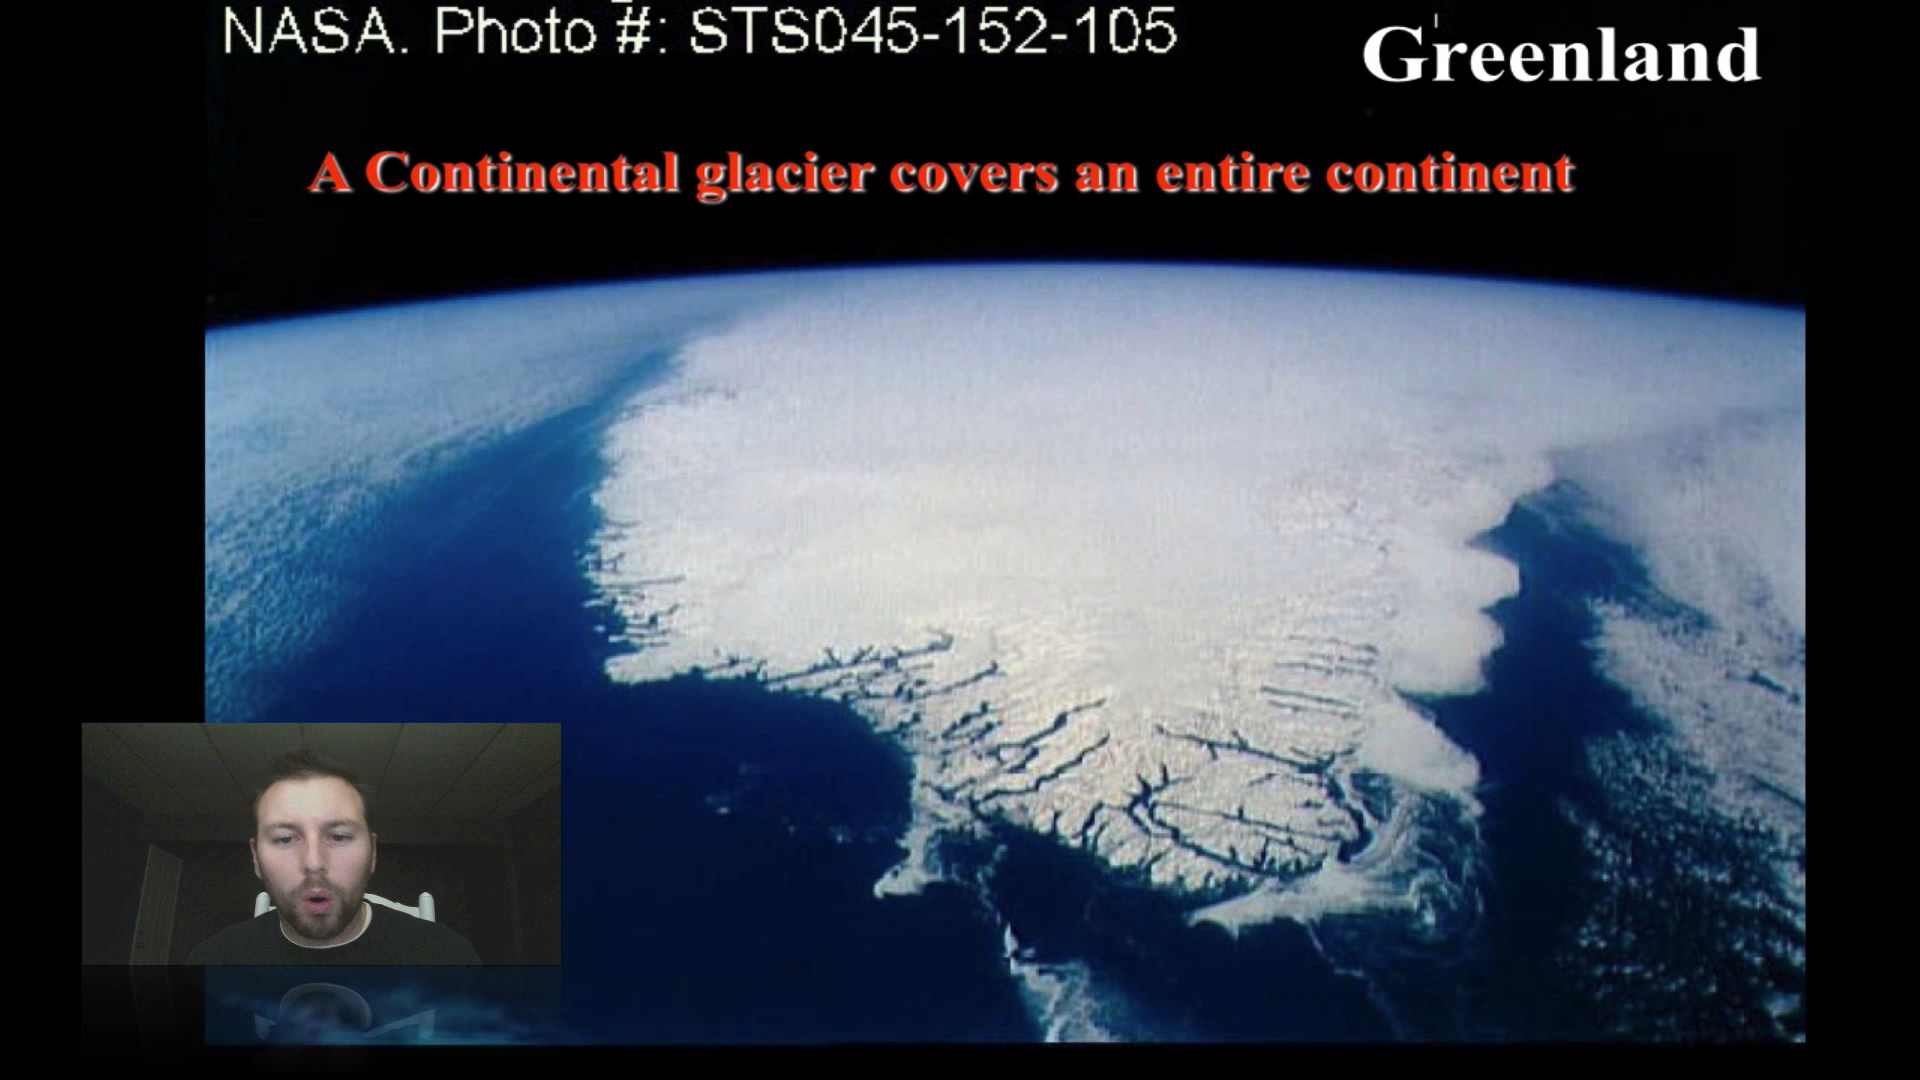 NASA. Photo #: STS045-152-105
Greenland
A Continental glacier covers an entire continent